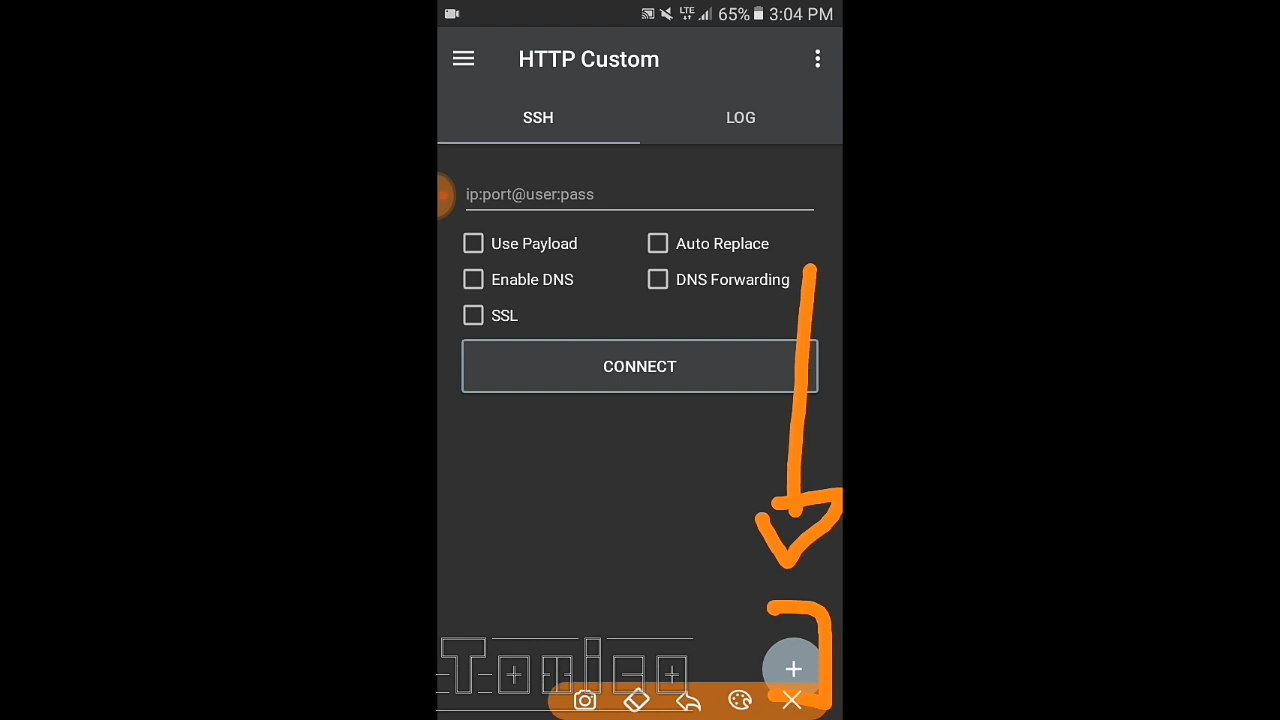 LTE 65% 3:04 PM
HTTP Custom
SSH LOG
ip:port@user:pass
Use Payload Auto Replace
Enable DNS DNS Forwarding
SSL
CONNECT